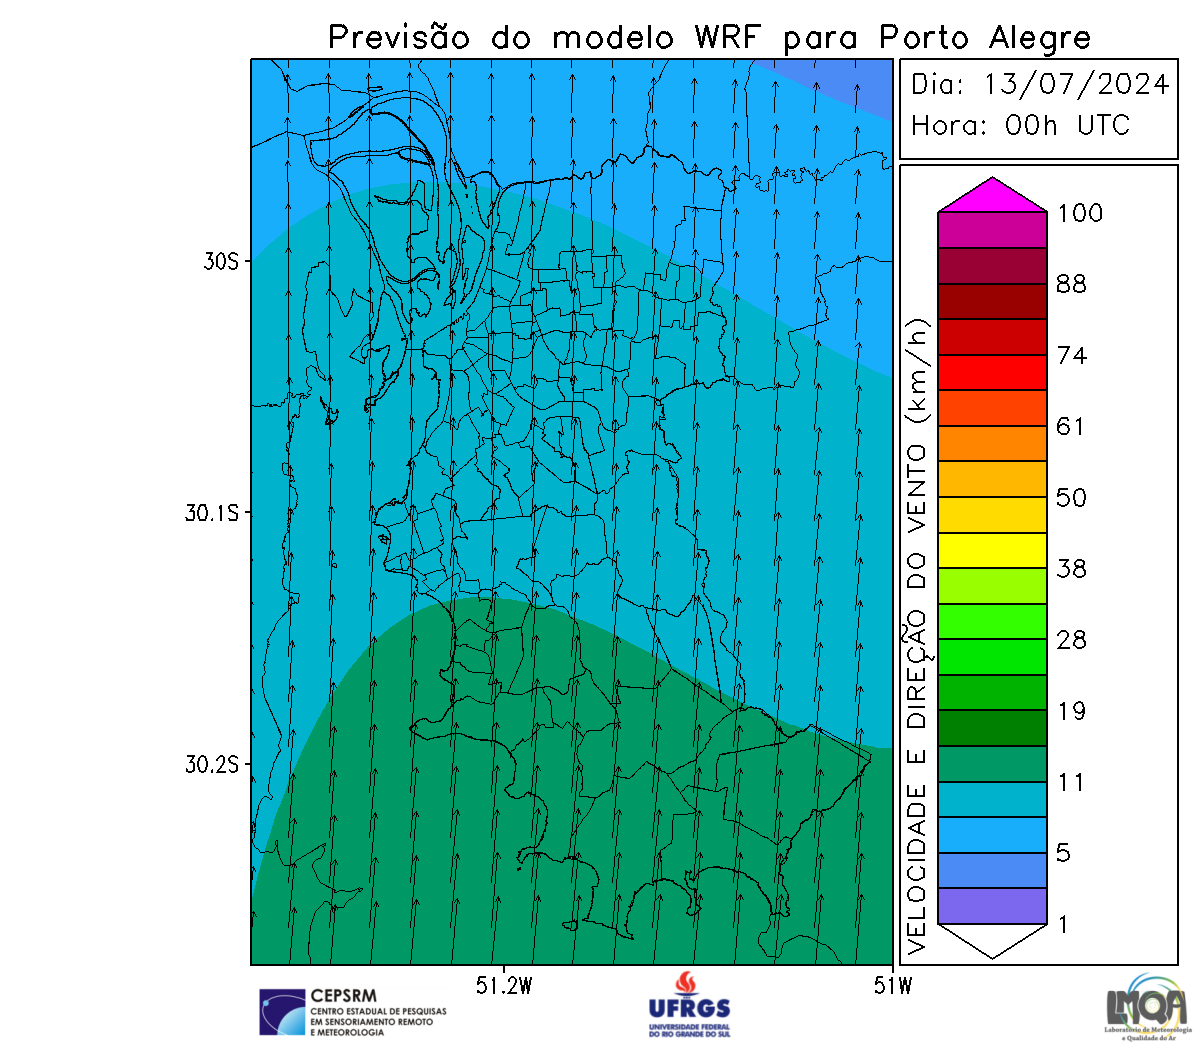 Previsão do modelo WRF para Porto Alegre
Dia: 13/07/2024
Hora: 00h UTC
30S
30.1S
30.2S
51.2W
51W
VELOCIDADE E DIREÇÃO DO VENTO (km/h)
100
88
74
61
50
38
28
19
11
5
1
CEPSRM
CENTRO ESTADUAL DE PESQUISAS
EM SENSORIAMENTO REMOTO
E METEOROLOGIA
UFRGS
UNIVERSIDADE FEDERAL
DO RIO GRANDE DO SUL
LMQA
Laboratório de Meteorologia
e Qualidade do Ar